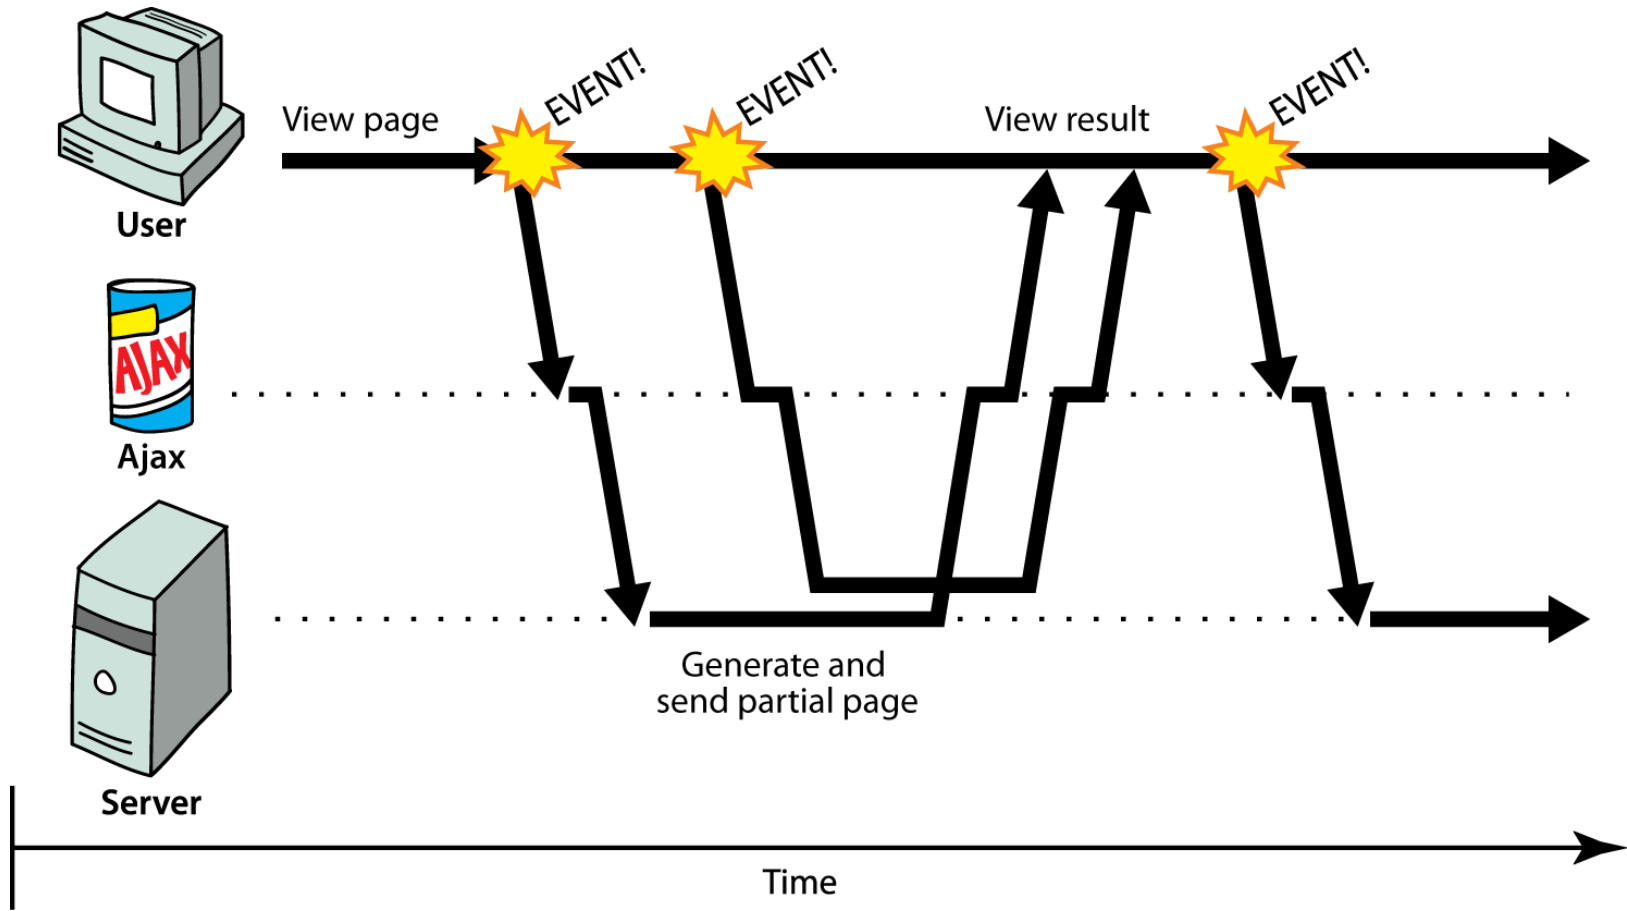 EVENT!
EVENT!
EVENT!
View page
View result
User
AJAX
Ajax
Generate and
send partial page
Server
Time